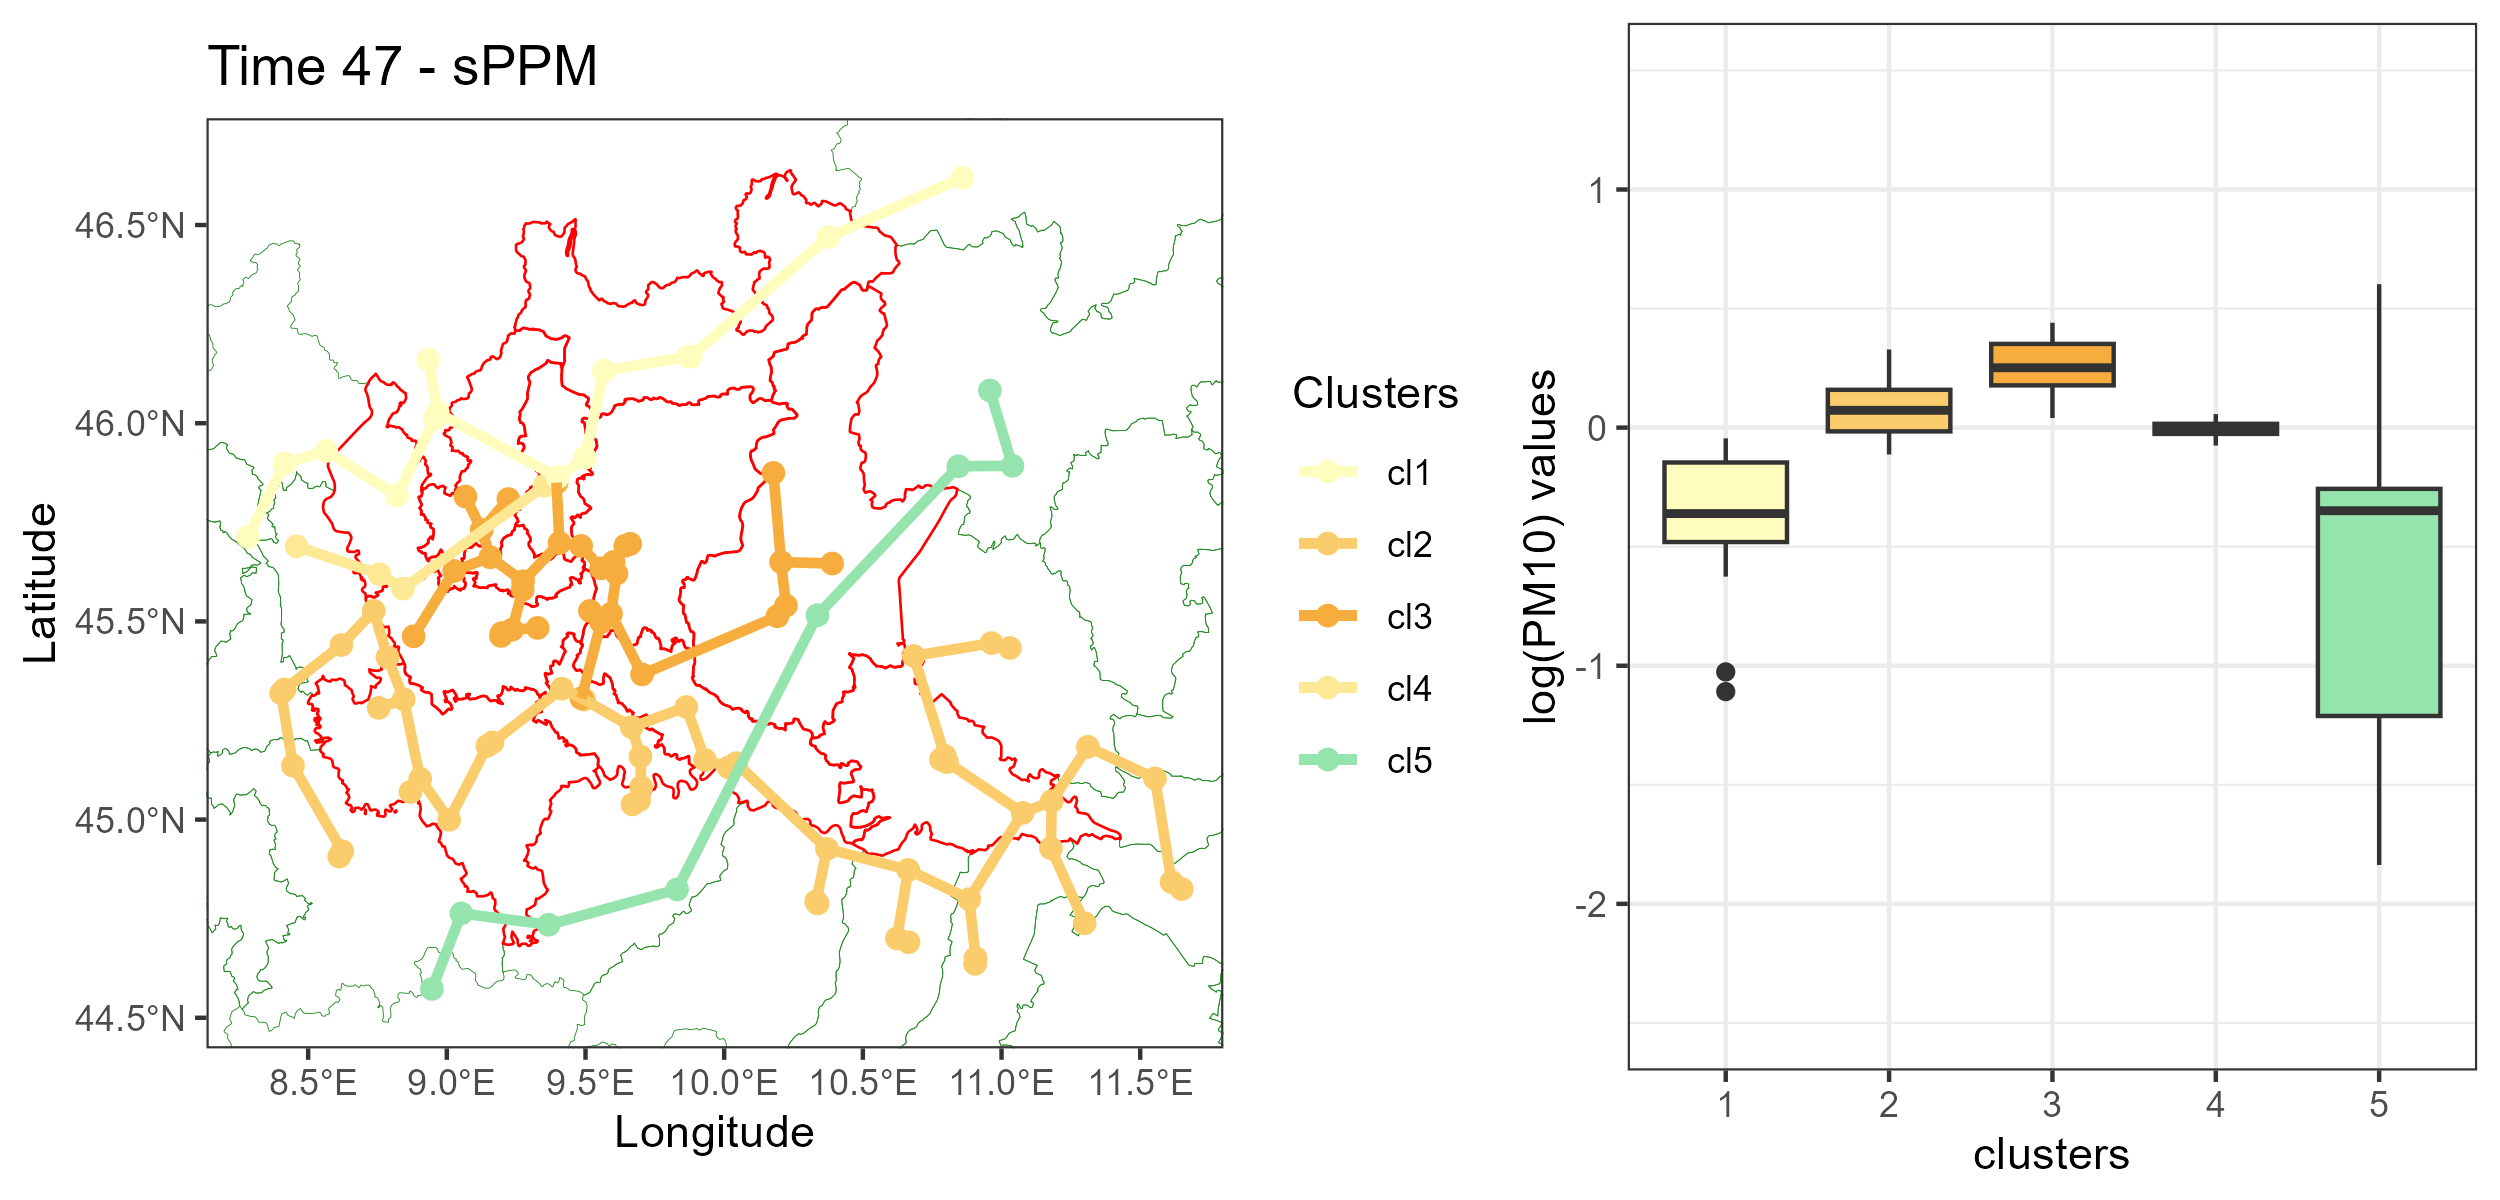 Time 47 - sPPM
46.5°N
46.0°N
45.5°N
45.0°N
44.5°N
Latitude
8.5°E 9.0°E 9.5°E 10.0°E 10.5°E 11.0°E 11.5°E
Longitude
Clusters
cl1
cl2
cl3
cl4
cl5
log(PM10) values
1
0
-1
-2
1 2 3 4 5
clusters